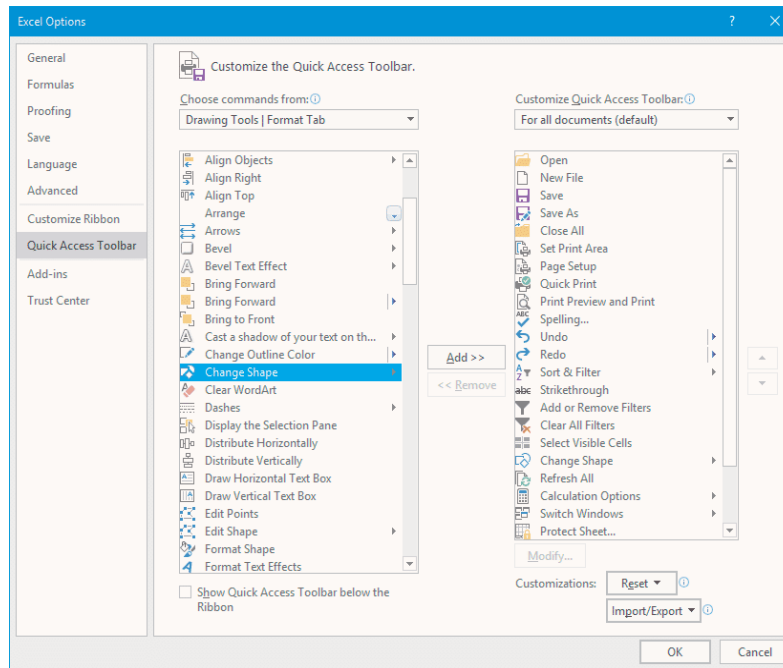 Excel Options
?
General
Formulas
Proofing
Save
Language
Advanced
Customize Ribbon
Quick Access Toolbar
Add-ins
Trust Center
Customize the Quick Access Toolbar.
Choose commands from:
Drawing Tools | Format Tab
Align Objects
Align Right
Align Top
Arrange
Arrows
Bevel
Bevel Text Effect
Bring Forward
Bring Forward
Bring to Front
Cast a shadow of your text on th...
Change Outline Color
Change Shape
Clear WordArt
Dashes
Display the Selection Pane
Distribute Horizontally
Distribute Vertically
Draw Horizontal Text Box
Draw Vertical Text Box
Edit Points
Edit Shape
Format Shape
Format Text Effects
Show Quick Access Toolbar below the
Ribbon
Add >>
<< Remove
Customize Quick Access Toolbar:
For all documents (default)
Open
New File
Save
Save As
Close All
Set Print Area
Page Setup
Quick Print
Print Preview and Print
Spelling...
Undo
Redo
Sort & Filter
Strikethrough
Add or Remove Filters
Clear All Filters
Select Visible Cells
Change Shape
Refresh All
Calculation Options
Switch Windows
Protect Sheet...
Modify...
Customizations:
Reset
Import/Export
OK
Cancel